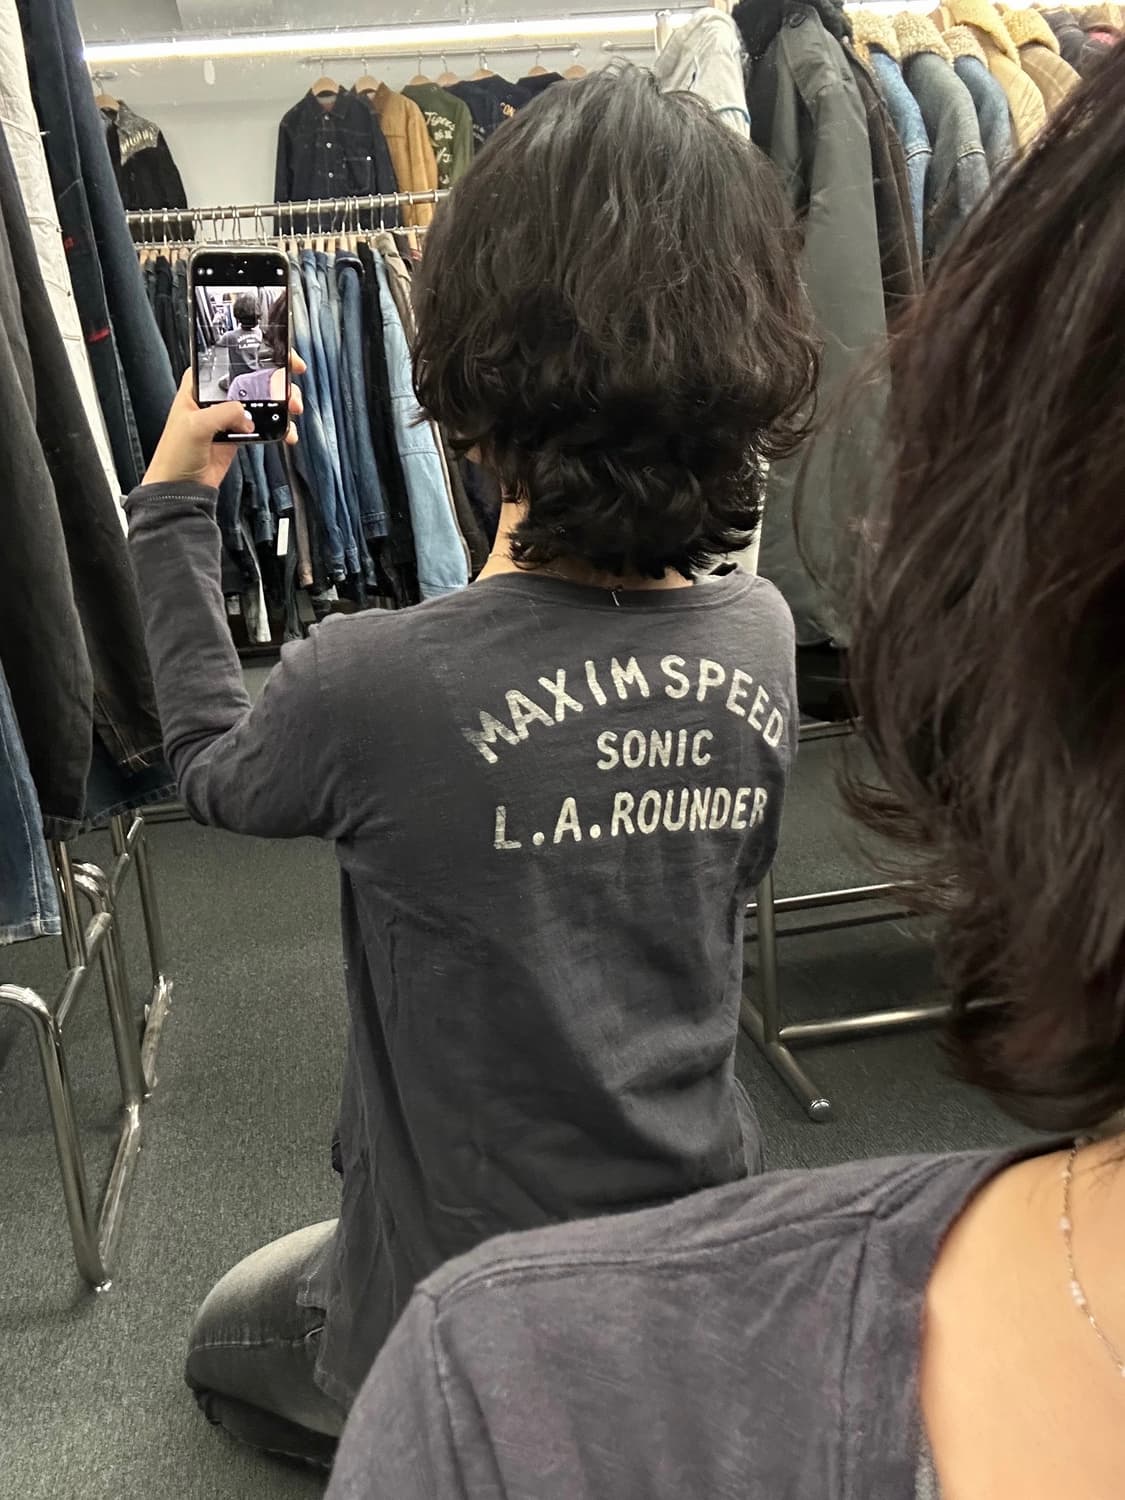 MAXIM SPEED
SONIC
L.A.ROUNDER